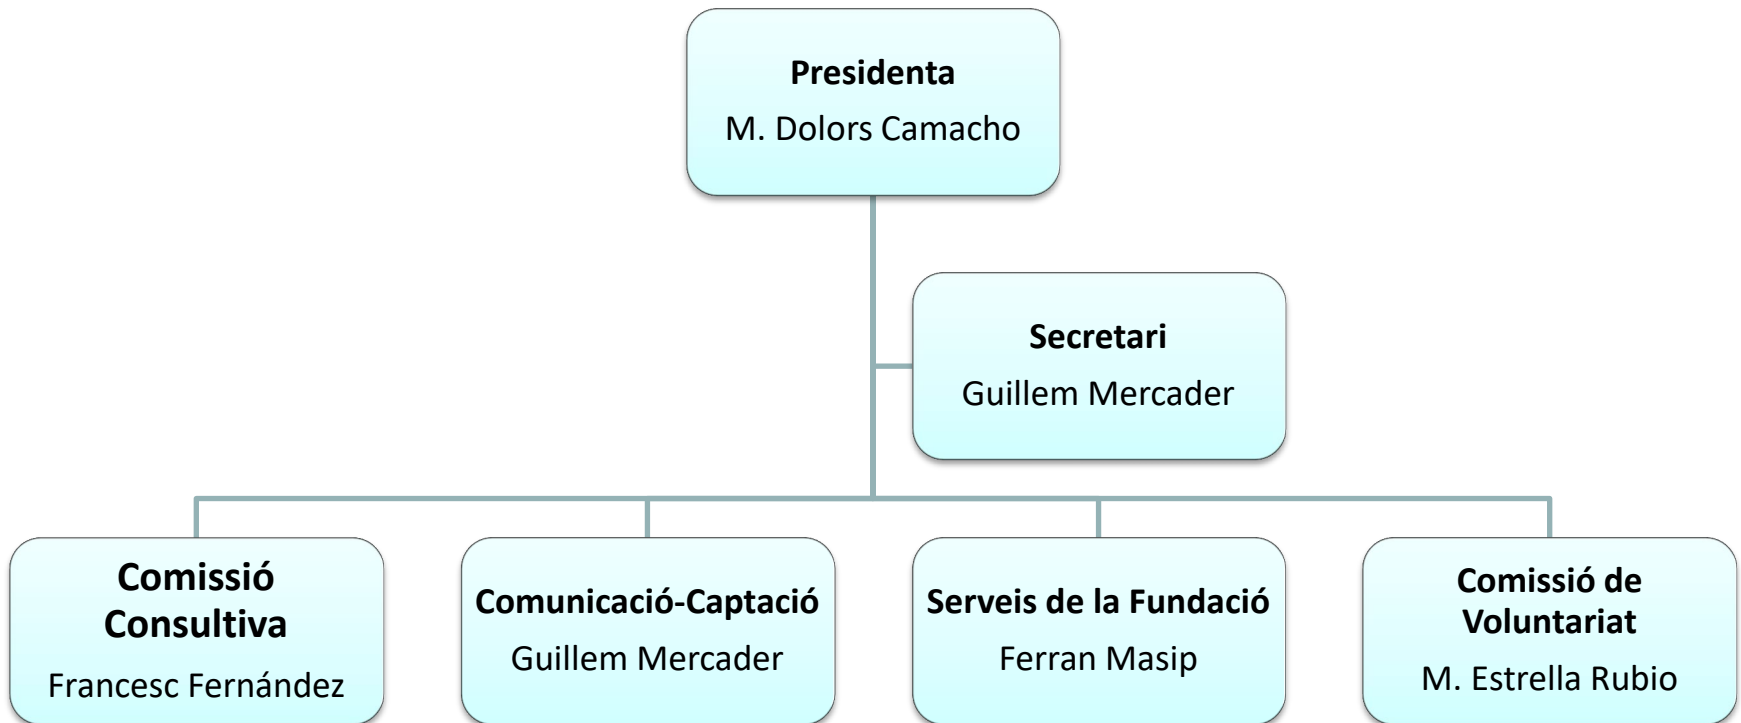 Presidenta
M. Dolors Camacho
Secretari
Guillem Mercader
Comissió
Consultiva
Francesc Fernández
Comunicació-Captació
Guillem Mercader
Serveis de la Fundació
Ferran Masip
Comissió de
Voluntariat
M. Estrella Rubio